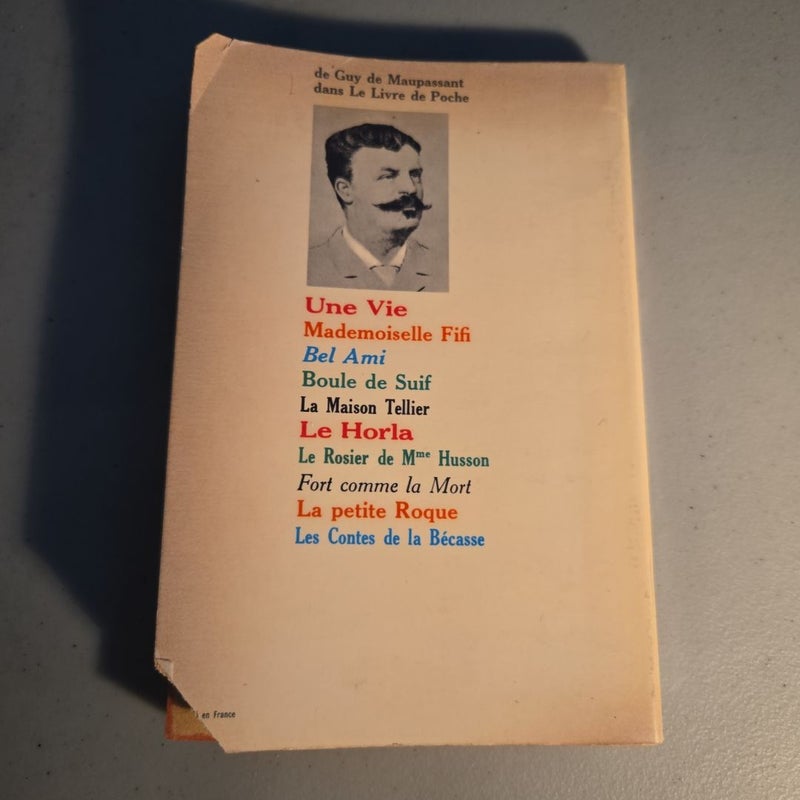 de Guy de Maupassant
dans Le Livre de Poche
Une Vie
Mademoiselle Fifi
Bel Ami
Boule de Suif
La Maison Tellier
Le Horla
Le Rosier de Mme Husson
Fort comme la Mort
La petite Roque
Les Contes de la Bécasse
en France